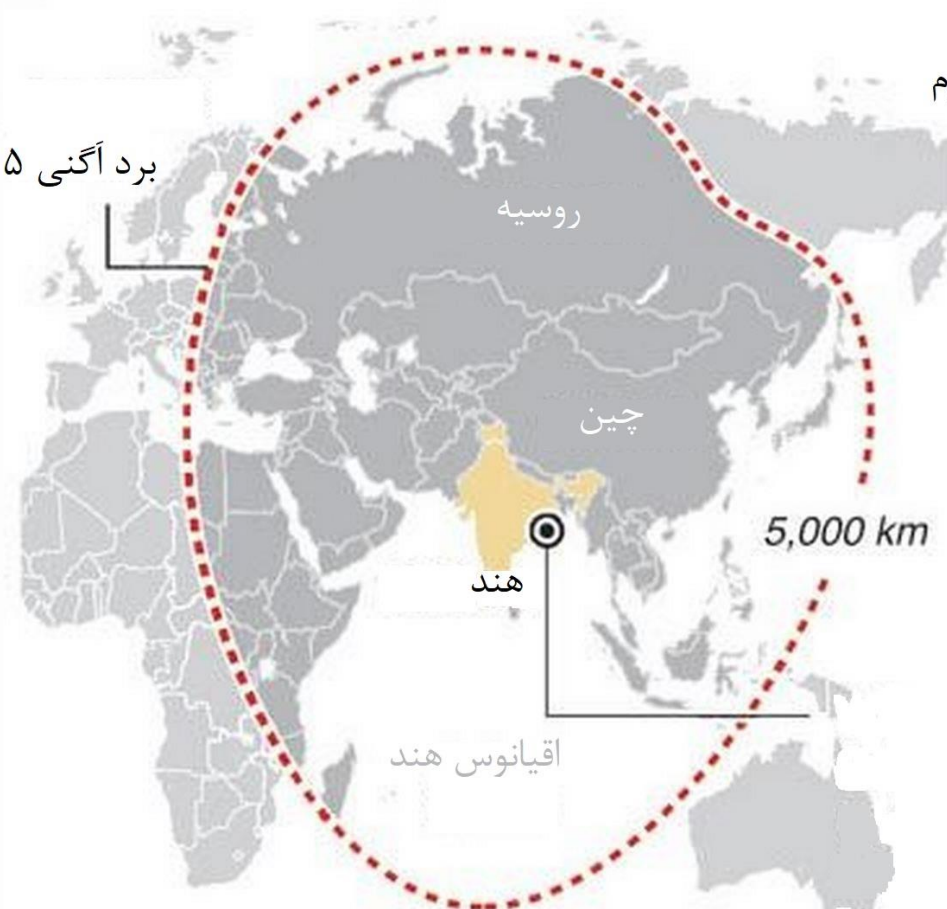 م
برد آگنی ۵
روسیه
چین
5,000 km
هند
اقیانوس هند